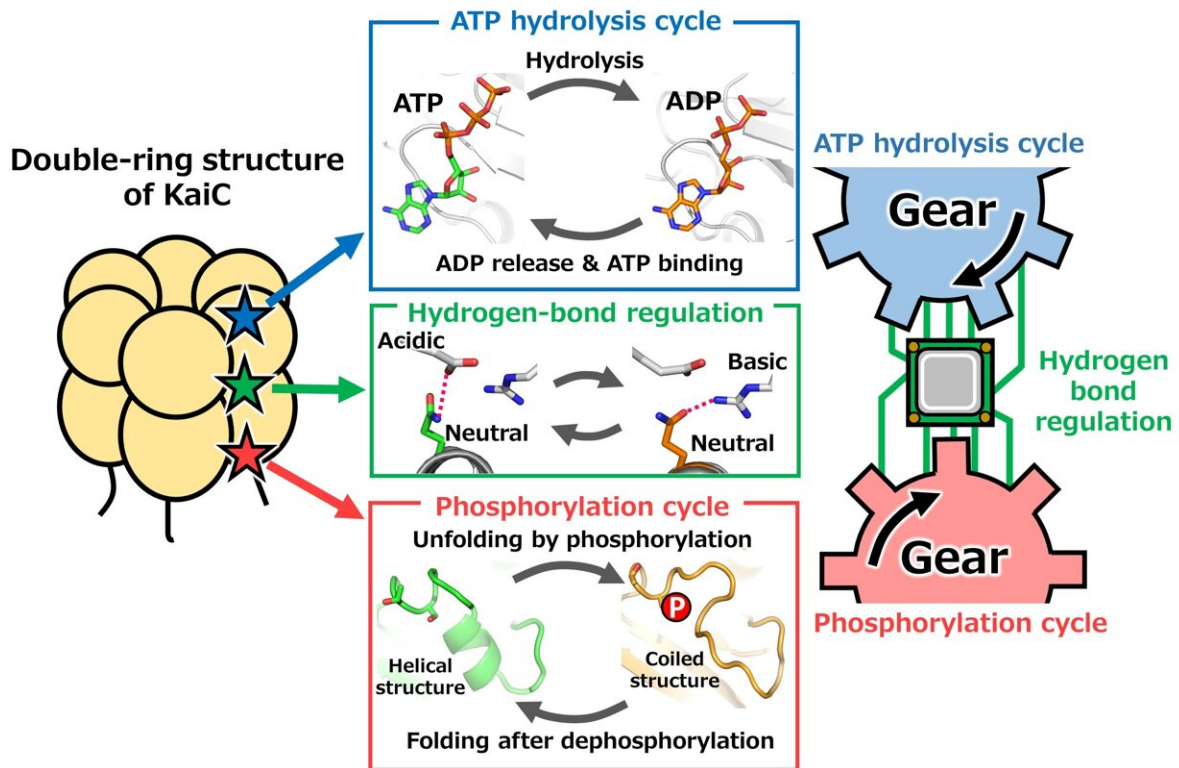 Double-ring structure
of KaiC
ATP hydrolysis cycle
Hydrolysis
ATP
ADP
ADP release & ATP binding
Hydrogen-bond regulation
Acidic
Basic
Neutral
Neutral
Phosphorylation cycle
Unfolding by phosphorylation
P
Helical
structure
Coiled
structure
Folding after dephosphorylation
ATP hydrolysis cycle
Gear
Hydrogen
bond
regulation
Gear
Phosphorylation cycle